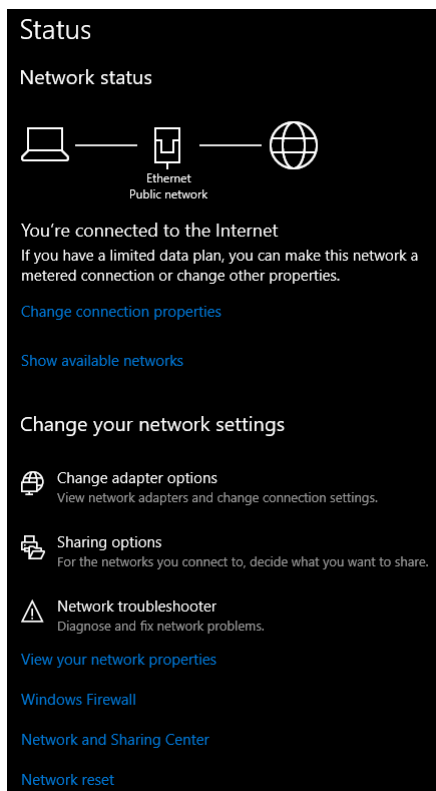 Status
Network status
Ethernet
Public network
You're connected to the Internet
If you have a limited data plan, you can make this network a
metered connection or change other properties.
Change connection properties
Show available networks
Change your network settings
Change adapter options
View network adapters and change connection settings.
Sharing options
For the networks you connect to, decide what you want to share.
Network troubleshooter
Diagnose and fix network problems.
View your network properties
Windows Firewall
Network and Sharing Center
Network reset